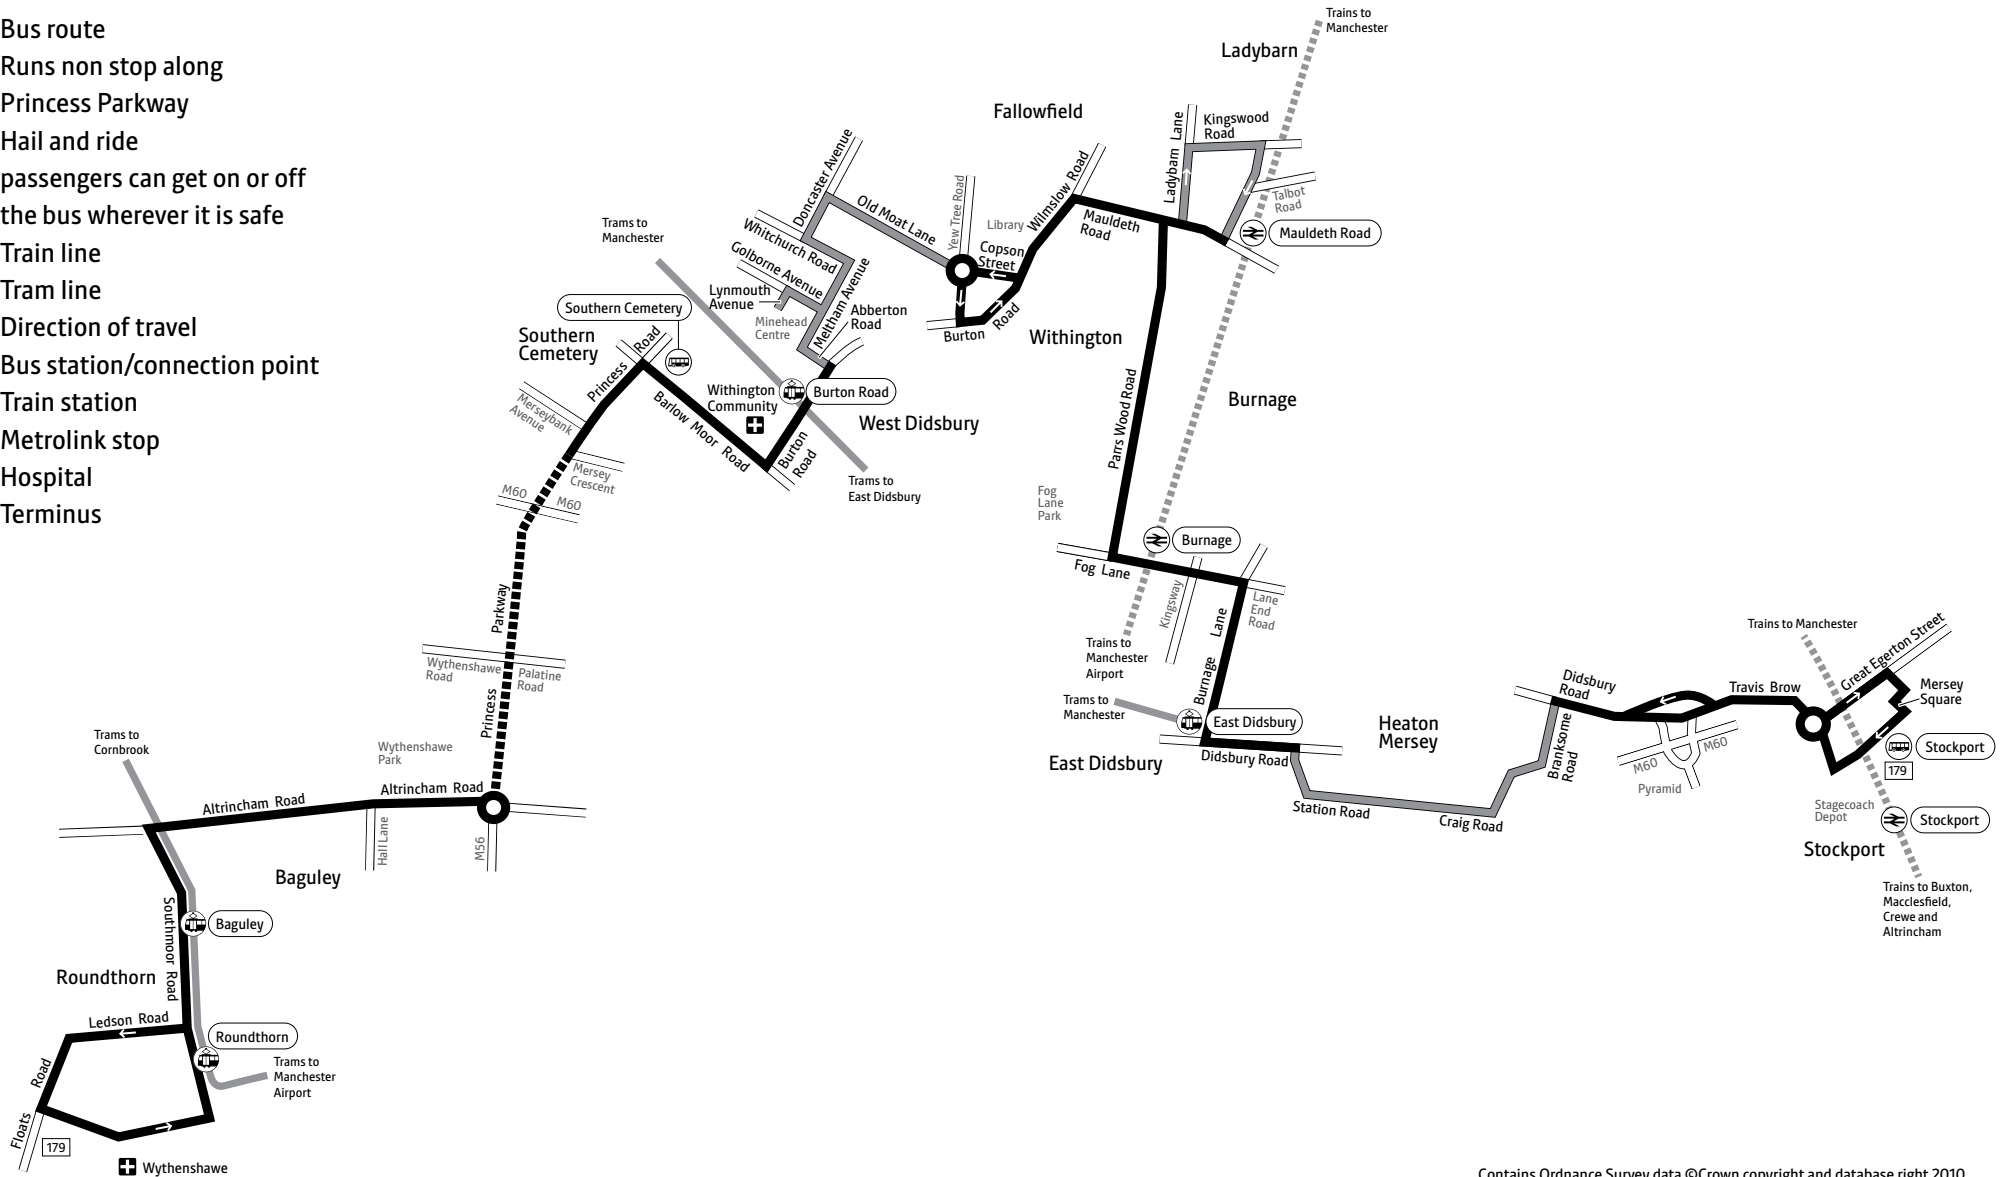 Bus route
Runs non stop along
Princess Parkway
Hail and ride
passengers can get on or off
the bus wherever it is safe
Train line
Tram line
Direction of travel
Bus station/connection point
Train station
Metrolink stop
Hospital
Terminus
Trains to
Manchester
Ladybarn
Fallowfield
Ladybarn Lane
Kingswood
Road
Talbot
Road
Mauldeth Road
Mauldeth
Road
Wilmslow Road
Library
Copson
Street
Yew Tree Road
Old Moat Lane
Doncaster Avenue
Whitchurch Road
Golborne Avenue
Lynmouth
Avenue
Minehead
Centre
Meltham Avenue
Abberton
Road
Burton
Road
Withington
Trams to
Manchester
Southern Cemetery
Southern
Cemetery
Princess
Road
Merseybank
Avenue
Mersey
Crescent
M60
M60
Barlow Moor Road
Withington
Community
Burton Road
West Didsbury
Burton
Road
Trams to
East Didsbury
Parrs Wood Road
Burnage
Fog
Lane
Park
Burnage
Fog Lane
Kingsway
Lane
End
Road
Burnage
Lane
Trains to
Manchester
Airport
Trams to
Manchester
East Didsbury
East Didsbury
Didsbury Road
Heaton
Mersey
Station Road
Craig Road
Branksome
Road
Didsbury
Road
Travis Brow
M60
M60
Pyramid
Trains to Manchester
Great Egerton Street
Mersey
Square
Stockport
179
Stagecoach
Depot
Stockport
Stockport
Trains to Buxton,
Macclesfield,
Crewe and
Altrincham
Parkway
Wythenshawe
Road
Palatine
Road
Princess
Wythenshawe
Park
Trams to
Cornbrook
Altrincham Road
Altrincham Road
Hall Lane
M56
Baguley
Southmoor Road
Baguley
Roundthorn
Ledson Road
Roundthorn
Trams to
Manchester
Airport
Floats
Road
179
Wythenshawe
Contains Ordnance Survey data ©Crown copyright and database right 2010